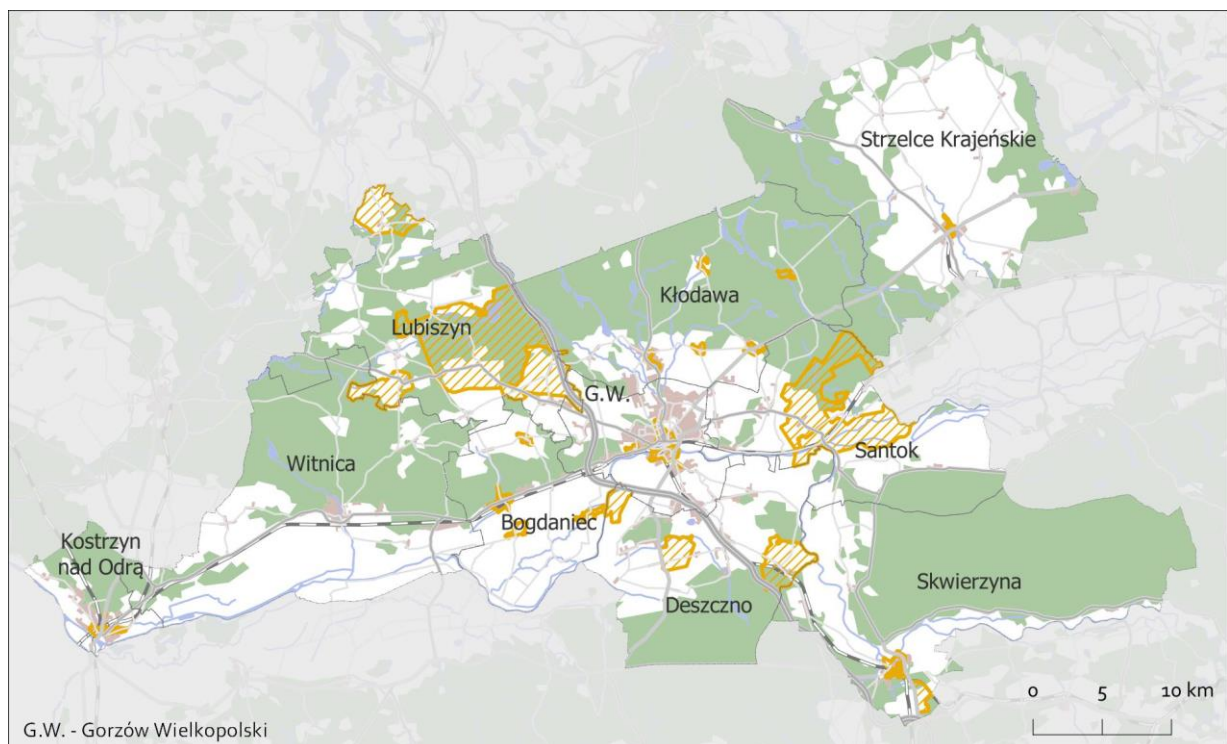 Strzelce Krajeńskie
Kłodawa
Lubiszyn
G.W.
Santok
Witnica
Bogdaniec
Kostrzyn
nad Odrą
Skwierzyna
Deszczno
0 5 10 km
G.W. - Gorzów Wielkopolski